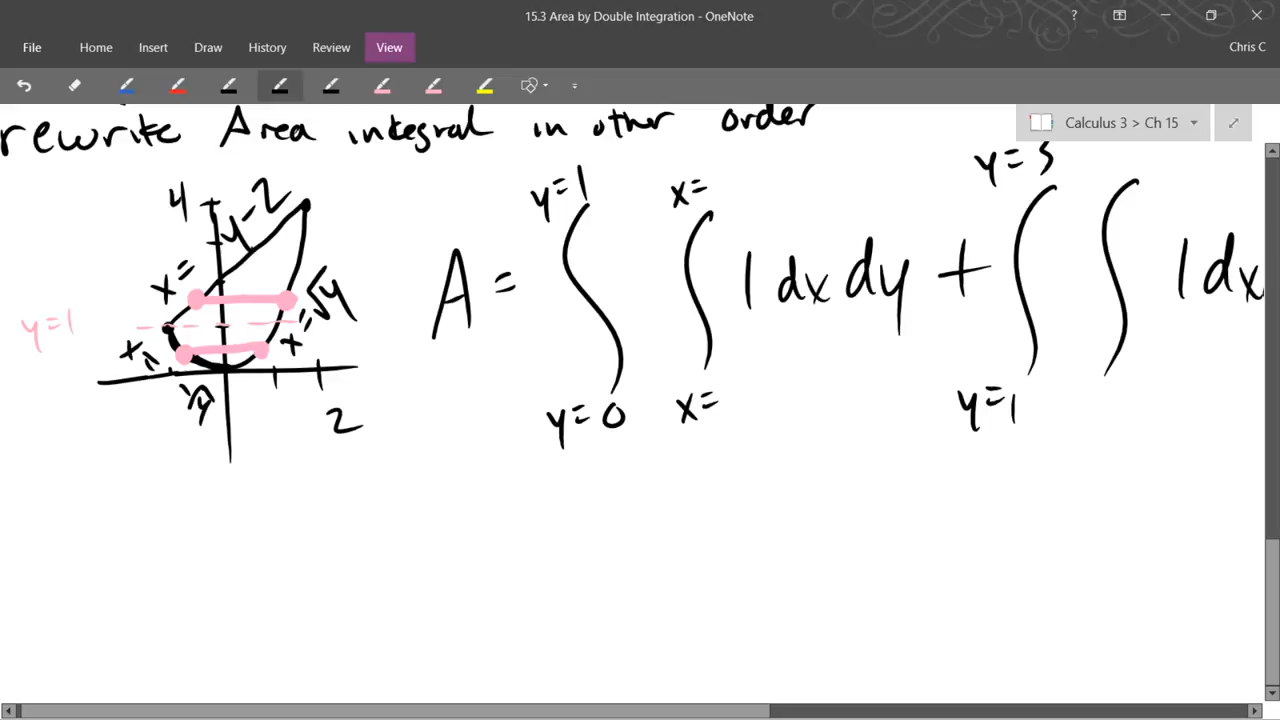 15.3 Area by Double Integration - OneNote
?
File Home Insert Draw History Review View
Chris C
Calculus 3 > Ch 15
rewrite Area integral in other order
4
x = y - 2
x = √y
y=1
2
y=1 x= y=
A = ∫ ∫ 1 dx dy + ∫ ∫ 1 dx
y=0 x= y=1